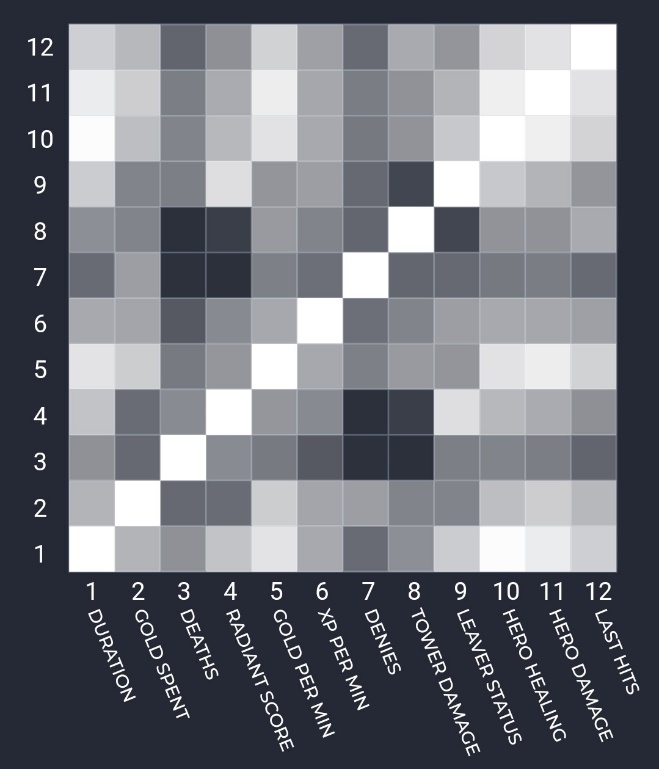 12
11
10
9
8
7
6
5
4
3
2
1
1 2 3 4 5 6 7 8 9 10 11 12
DURATION
GOLD SPENT
DEATHS
RADIANT SCORE
GOLD PER MIN
XP PER MIN
DENIES
TOWER DAMAGE
LEAVER STATUS
HERO HEALING
HERO DAMAGE
LAST HITS